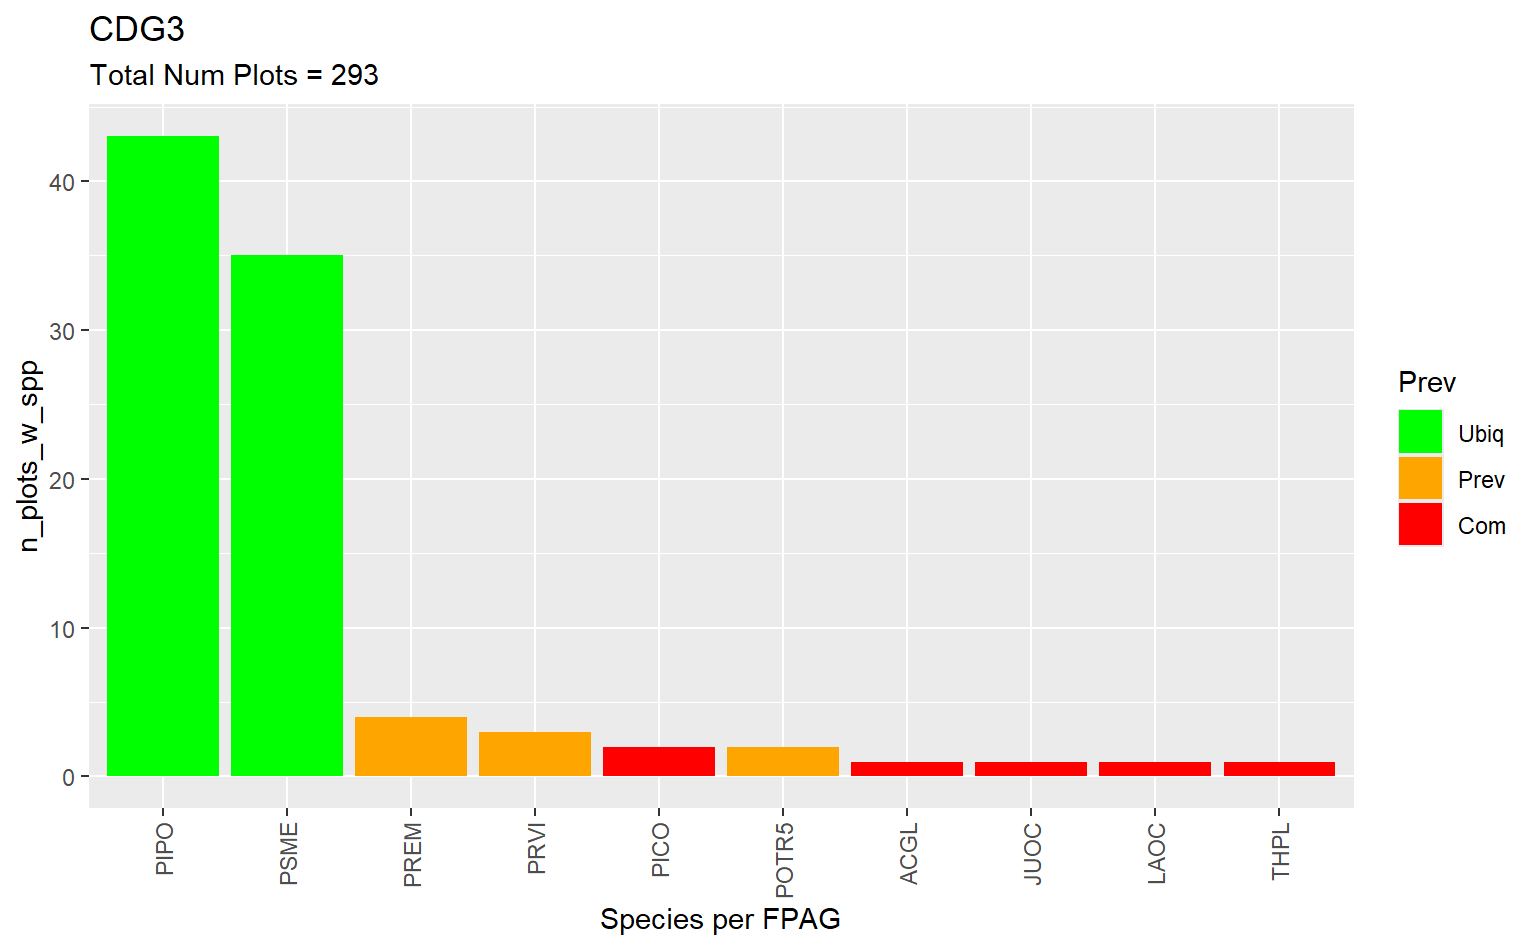 CDG3
Total Num Plots = 293
n_plots_w_spp
40
30
20
10
0
PIPO
PSME
PREM
PRVI
PICO
POTR5
ACGL
JUOC
LAOC
THPL
Species per FPAG
Prev
Ubiq
Prev
Com